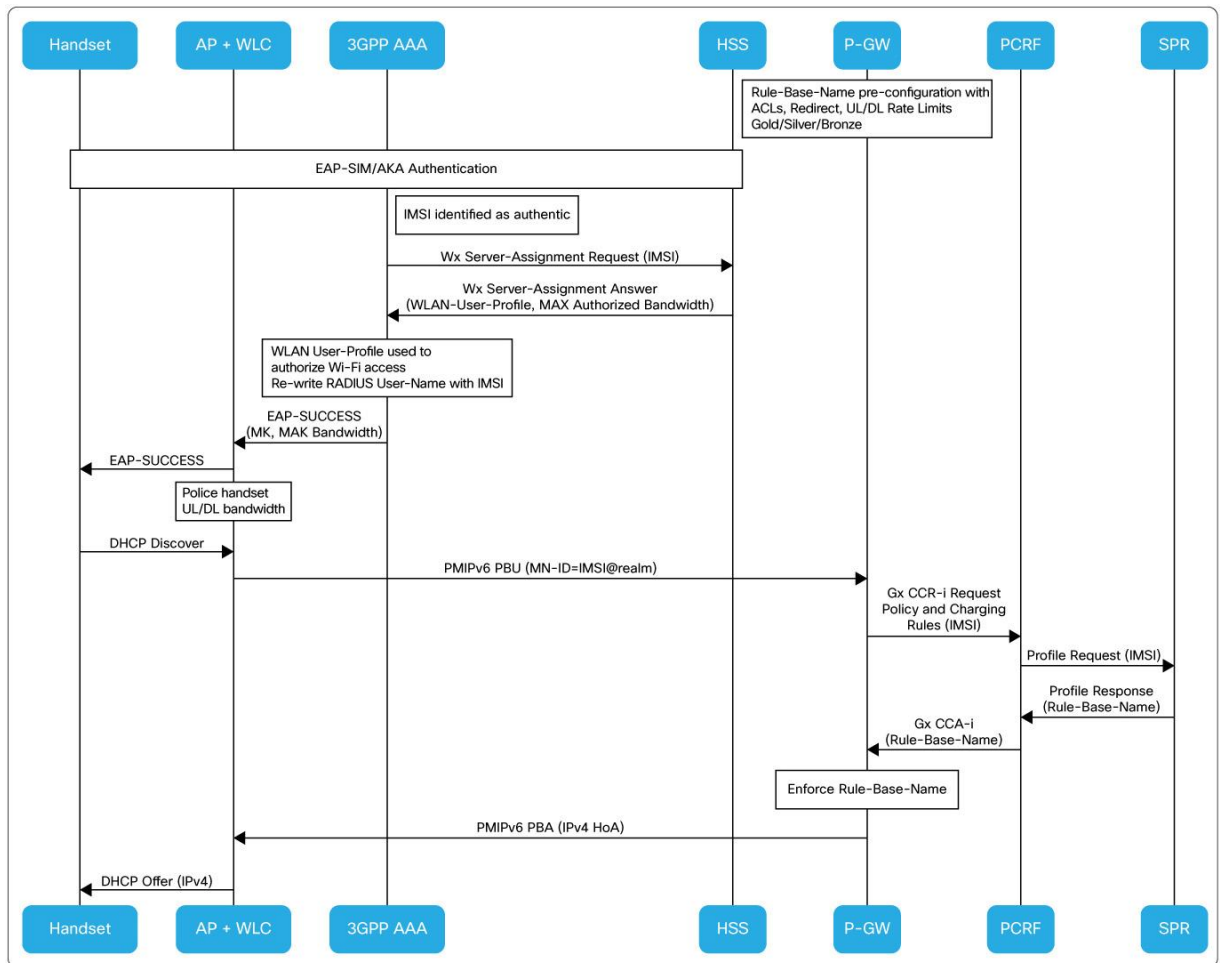 Handset
AP + WLC
3GPP AAA
HSS
P-GW
PCRF
SPR
Rule-Base-Name pre-configuration with
ACLs, Redirect, UL/DL Rate Limits
Gold/Silver/Bronze
EAP-SIM/AKA Authentication
IMSI identified as authentic
Wx Server-Assignment Request (IMSI)
Wx Server-Assignment Answer
(WLAN-User-Profile, MAX Authorized Bandwidth)
WLAN User-Profile used to
authorize Wi-Fi access
Re-write RADIUS User-Name with IMSI
EAP-SUCCESS
(MK, MAK Bandwidth)
EAP-SUCCESS
Police handset
UL/DL bandwidth
DHCP Discover
PMIPv6 PBU (MN-ID=IMSI@realm)
Gx CCR-i Request
Policy and Charging
Rules (IMSI)
Profile Request (IMSI)
Profile Response
(Rule-Base-Name)
Gx CCA-i
(Rule-Base-Name)
Enforce Rule-Base-Name
PMIPv6 PBA (IPv4 HoA)
DHCP Offer (IPv4)
Handset
AP + WLC
3GPP AAA
HSS
P-GW
PCRF
SPR